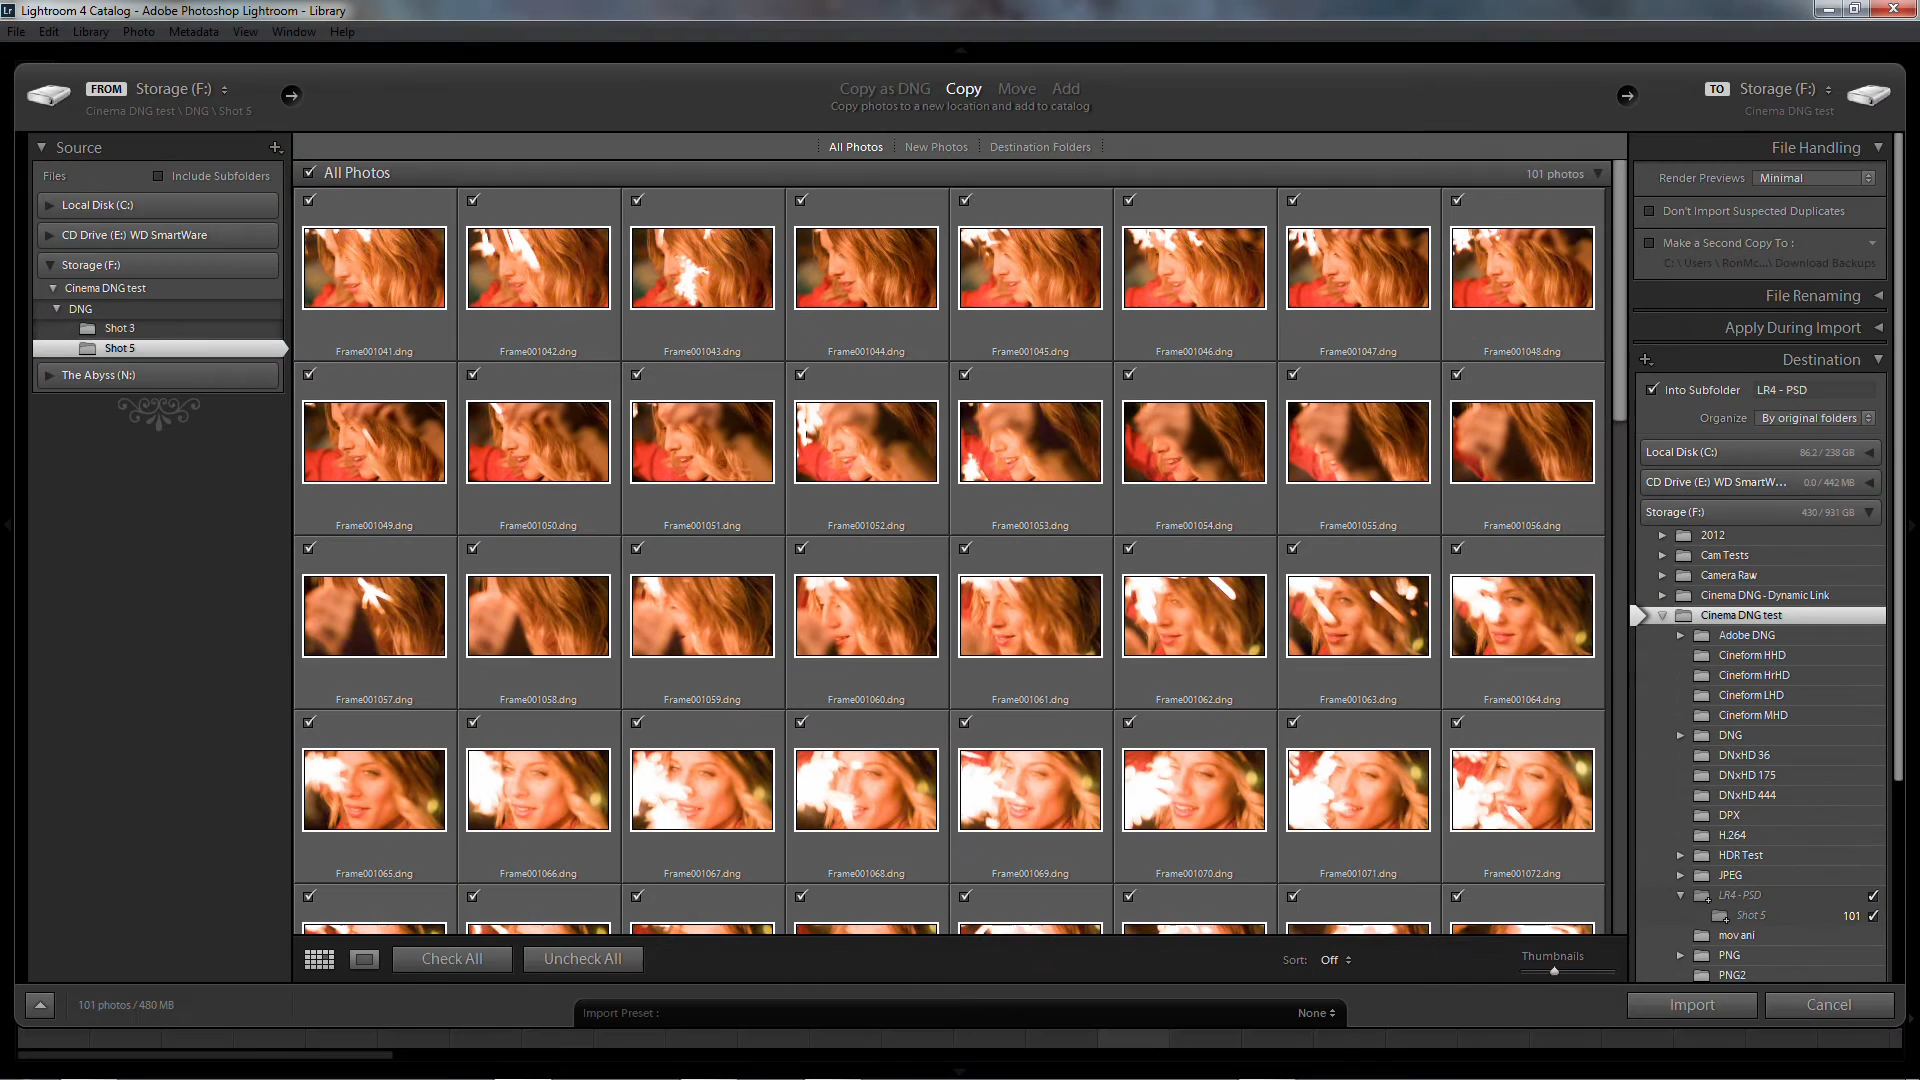 Lr Lightroom 4 Catalog - Adobe Photoshop Lightroom - Library
File Edit Library Photo Metadata View Window Help
FROM Storage (F:)
Cinema DNG test \ DNG \ Shot 5
Copy as DNG Copy Move Add
Copy photos to a new location and add to catalog
TO Storage (F:)
Cinema DNG test
Source
Files Include Subfolders
Local Disk (C:)
CD Drive (E:) WD SmartWare
Storage (F:)
Cinema DNG test
DNG
Shot 3
Shot 5
The Abyss (N:)
All Photos New Photos Destination Folders
All Photos 101 photos
Frame001041.dng Frame001042.dng Frame001043.dng Frame001044.dng Frame001045.dng Frame001046.dng Frame001047.dng Frame001048.dng
Frame001049.dng Frame001050.dng Frame001051.dng Frame001052.dng Frame001053.dng Frame001054.dng Frame001055.dng Frame001056.dng
Frame001057.dng Frame001058.dng Frame001059.dng Frame001060.dng Frame001061.dng Frame001062.dng Frame001063.dng Frame001064.dng
Frame001065.dng Frame001066.dng Frame001067.dng Frame001068.dng Frame001069.dng Frame001070.dng Frame001071.dng Frame001072.dng
Check All Uncheck All Sort: Off Thumbnails
File Handling
Render Previews Minimal
Don't Import Suspected Duplicates
Make a Second Copy To :
C:\ Users \ RonMc...\ Download Backups
File Renaming
Apply During Import
Destination
Into Subfolder LR4 - PSD
Organize By original folders
Local Disk (C:) 86.2 / 238 GB
CD Drive (E:) WD SmartW... 0.0 / 442 MB
Storage (F:) 430 / 931 GB
2012
Cam Tests
Camera Raw
Cinema DNG - Dynamic Link
Cinema DNG test
Adobe DNG
Cineform HHD
Cineform HrHD
Cineform LHD
Cineform MHD
DNG
DNxHD 36
DNxHD 175
DNxHD 444
DPX
H.264
HDR Test
JPEG
LR4 - PSD
Shot 5 101
mov ani
PNG
PNG2
101 photos / 480 MB
Import Preset : None
Import Cancel